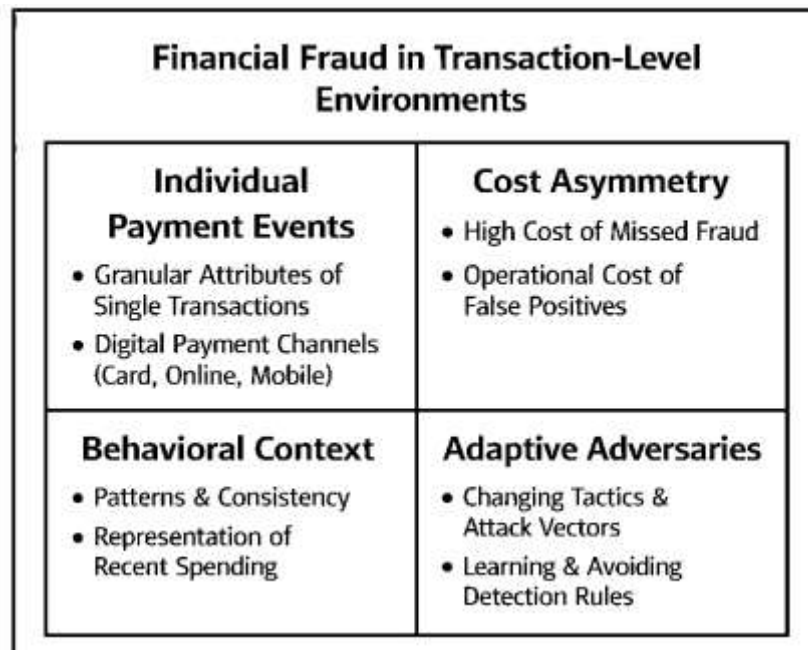 Financial Fraud in Transaction-Level
Environments
Individual
Payment Events
• Granular Attributes of
Single Transactions
• Digital Payment Channels
(Card, Online, Mobile)
Cost Asymmetry
• High Cost of Missed Fraud
• Operational Cost of
False Positives
Behavioral Context
• Patterns & Consistency
• Representation of
Recent Spending
Adaptive Adversaries
• Changing Tactics &
Attack Vectors
• Learning & Avoiding
Detection Rules